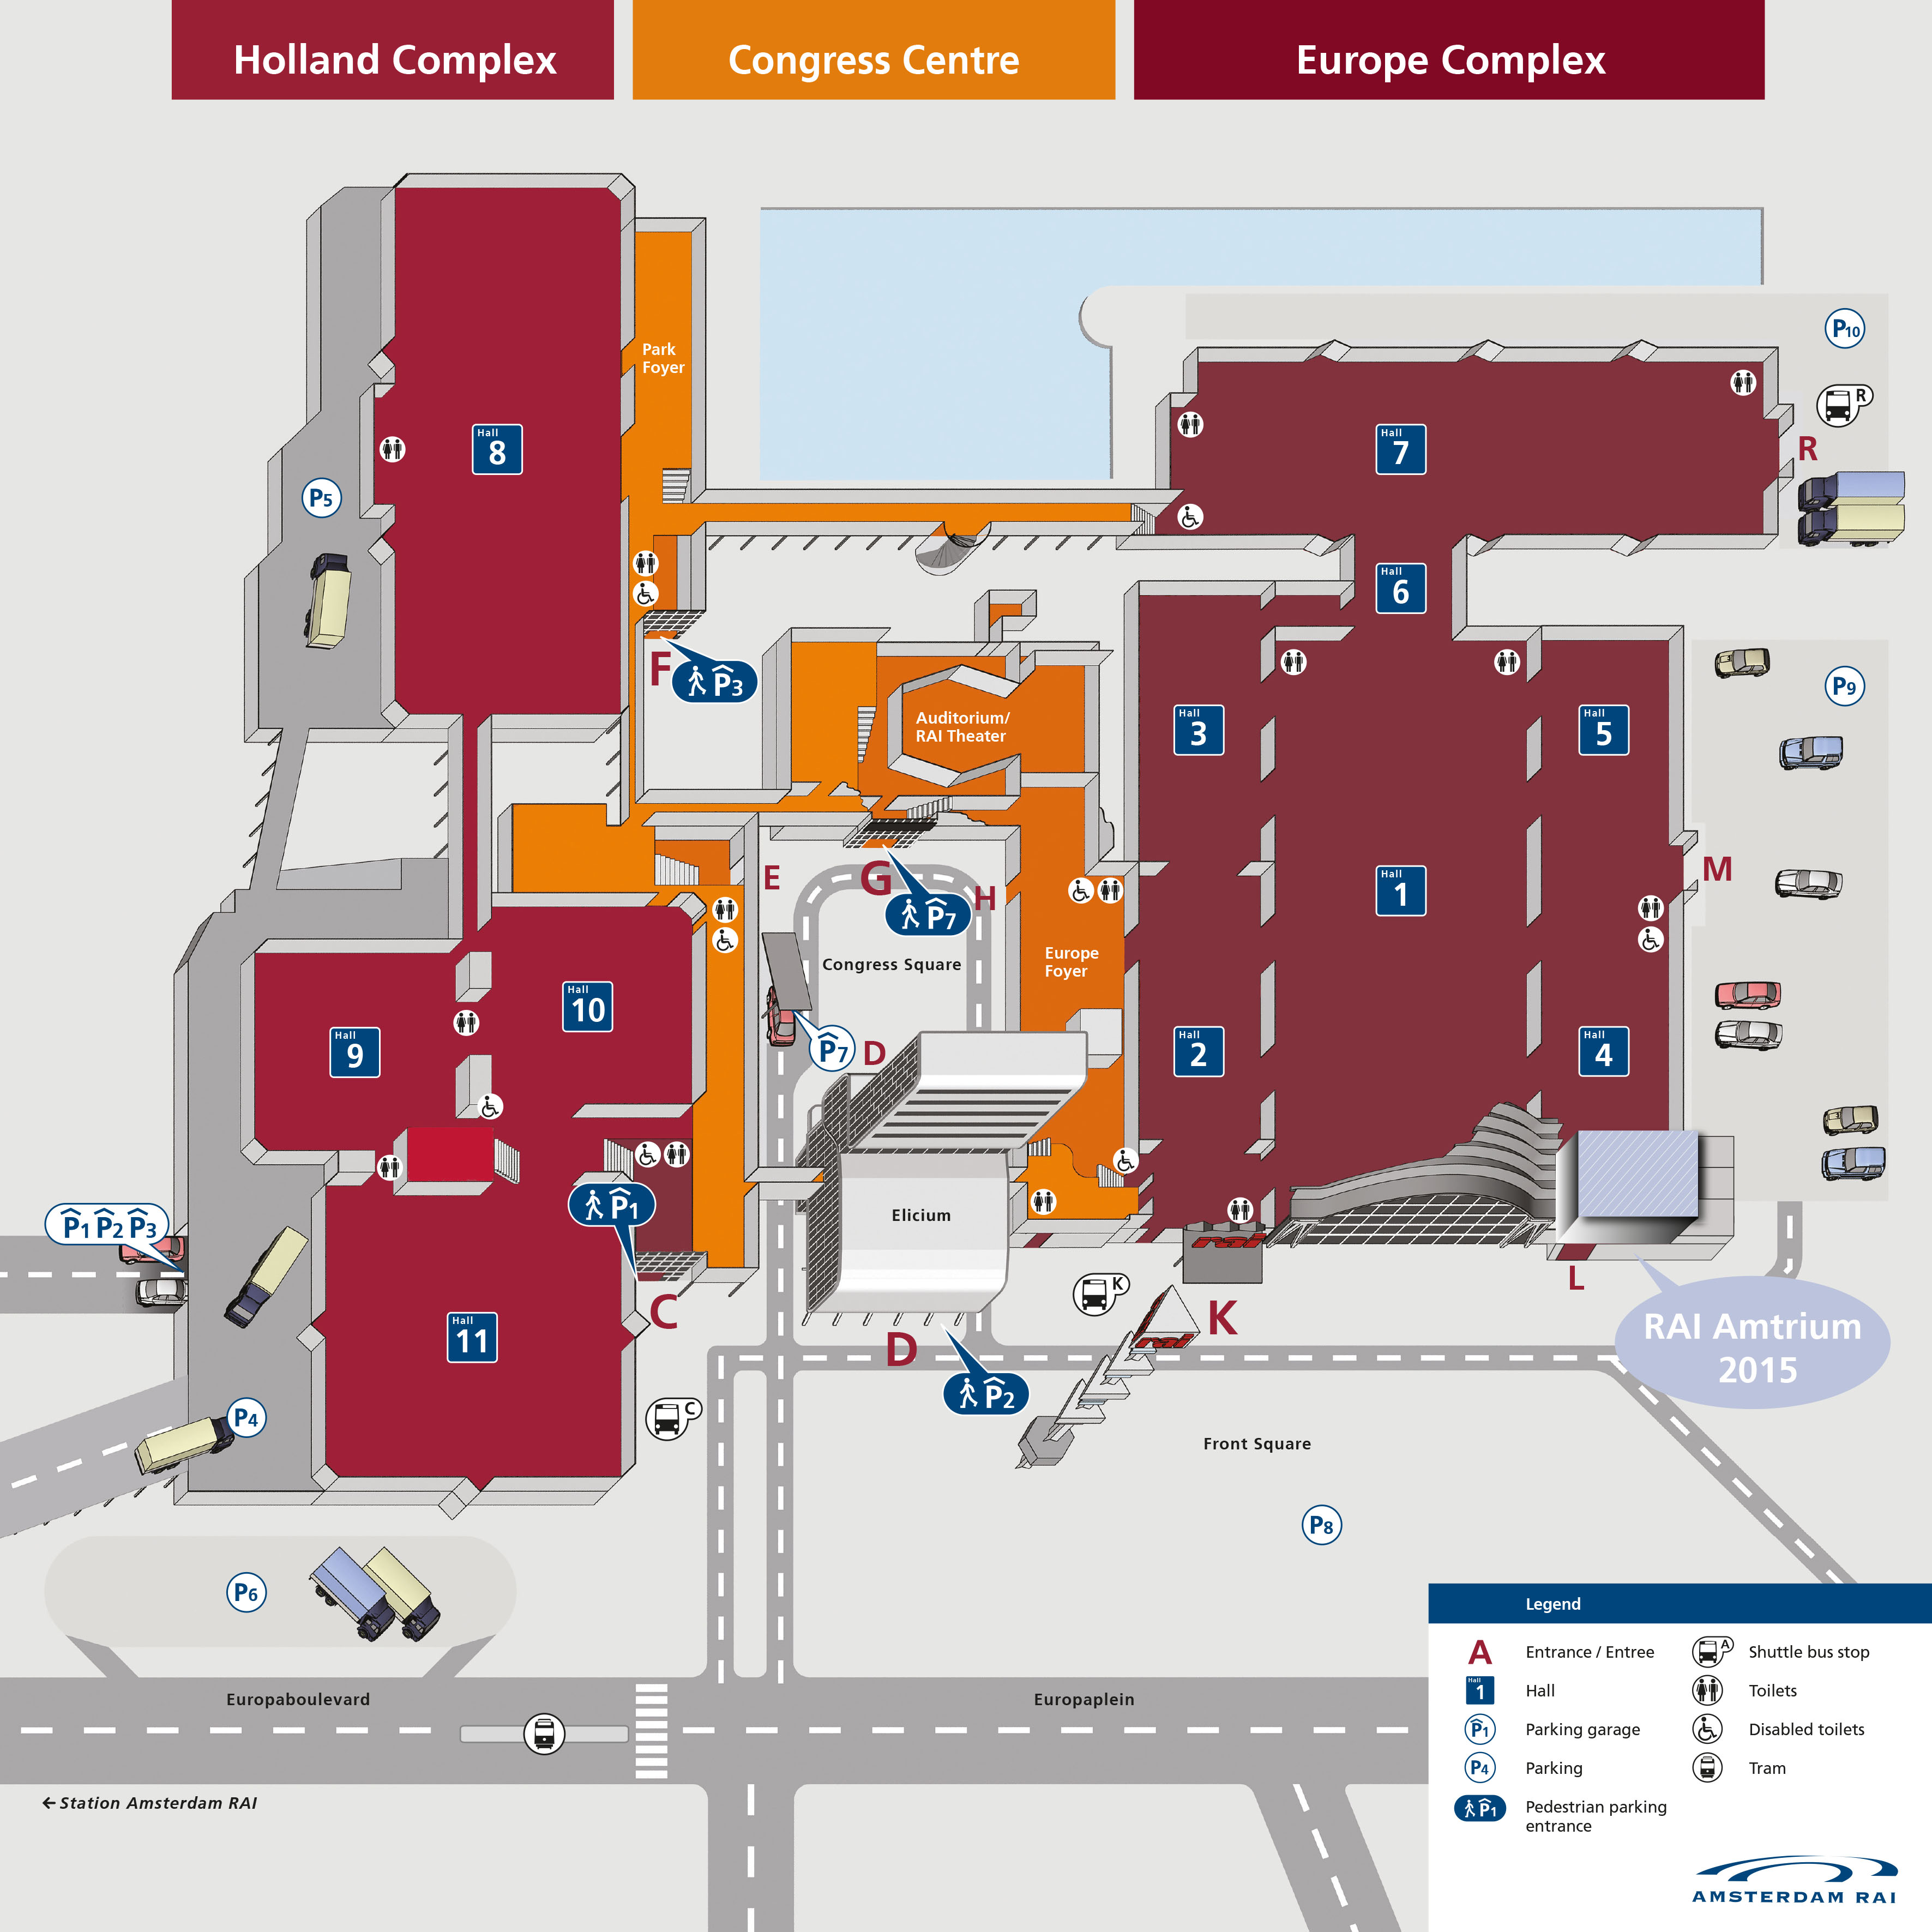 Holland Complex
Congress Centre
Europe Complex
P10
R
Park
Foyer
Hall
8
Hall
7
R
P5
Hall
6
F
P3
P9
Auditorium/
RAI Theater
Hall
3
Hall
5
E
G
H
P7
Hall
1
M
Congress Square
Europe
Foyer
Hall
10
Hall
9
P7
D
Hall
2
Hall
4
P1 P2 P3
P1
Elicium
rai
K
L
C
K
rai
RAI Amtrium
2015
Hall
11
D
P2
C
P4
Front Square
P8
P6
Legend
A Entrance / Entree
A Shuttle bus stop
Hall
1 Hall
Toilets
P1 Parking garage
Disabled toilets
P4 Parking
Tram
P1 Pedestrian parking
entrance
Europaboulevard
Europaplein
← Station Amsterdam RAI
AMSTERDAM RAI